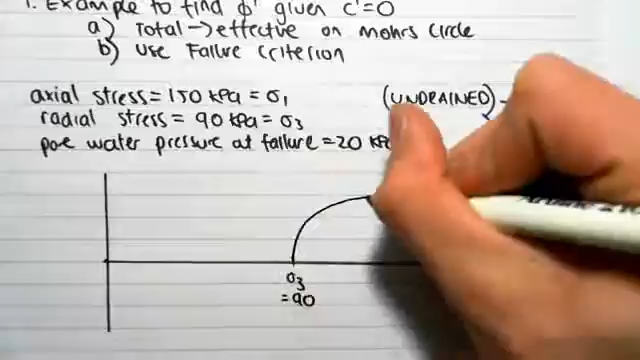 1. Example to find φ' given c'=0
a) Total→effective on mohrs circle
b) Use Failure criterion
axial stress = 150 kPa = σ1 (UNDRAINED)
radial stress = 90 kPa = σ3
pore water pressure at failure = 20 kPa
σ3
= 90